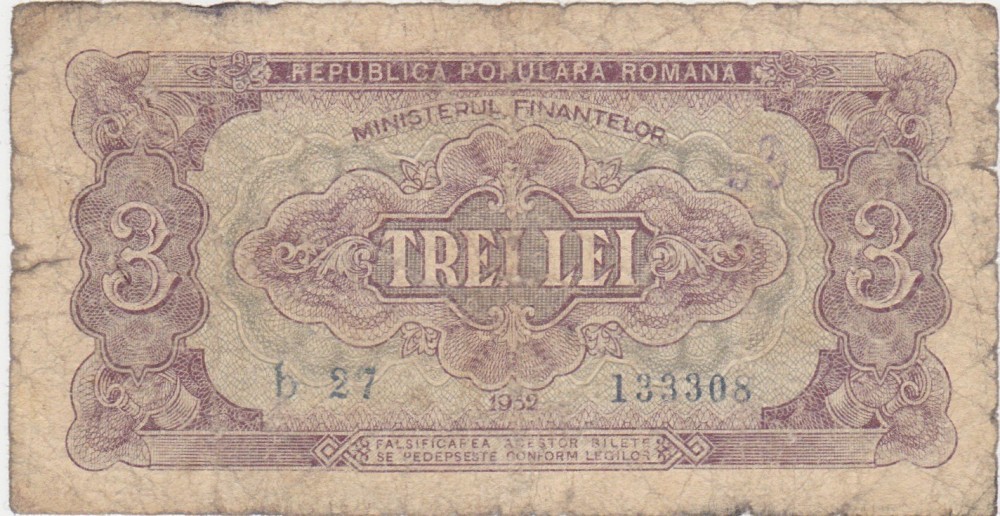 REPUBLICA POPULARA ROMANA
MINISTERUL FINANTELOR
53
3 TREI LEI 3
b 27 133308
1952
FALSIFICAREA ACESTOR BILETE
SE PEDEPSESTE CONFORM LEGILOR